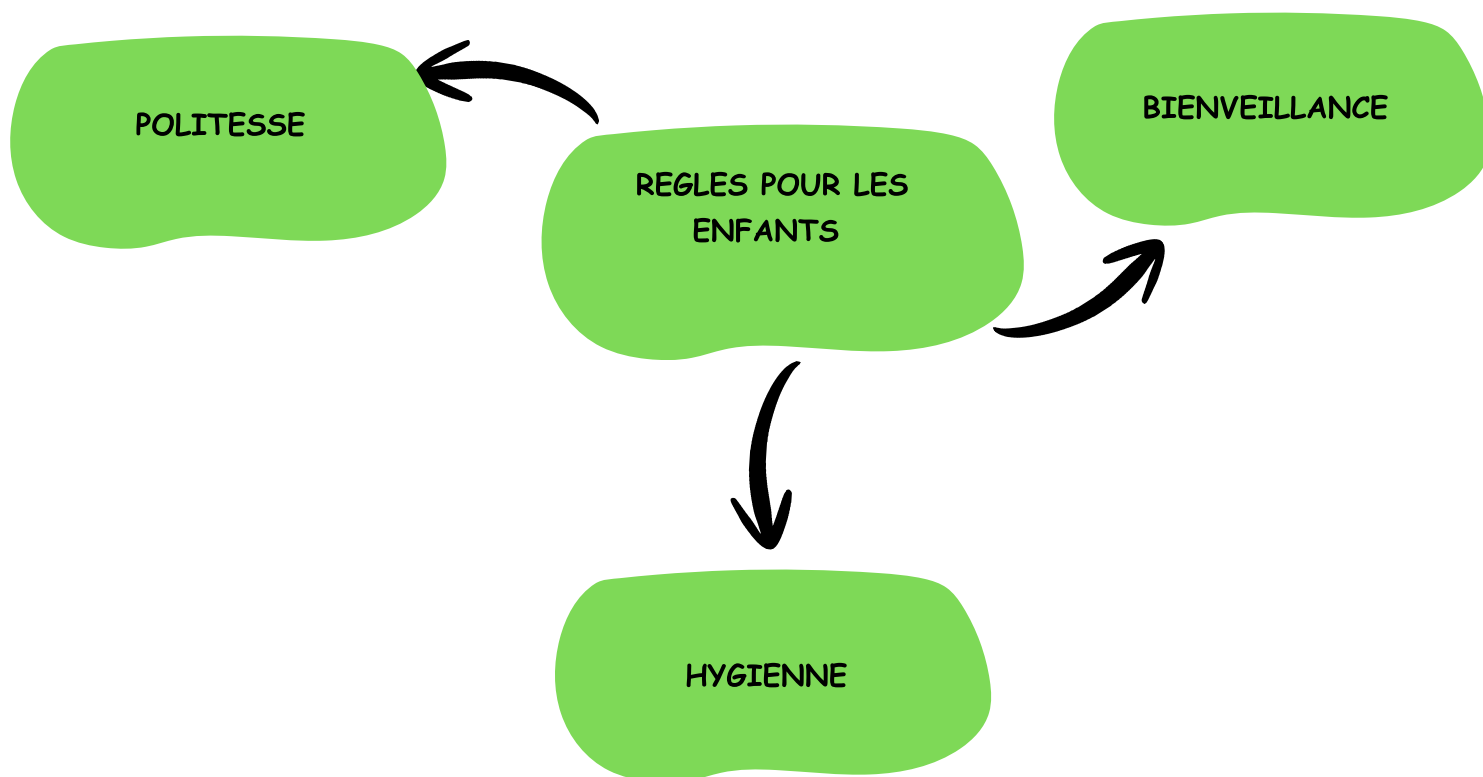 POLITESSE
BIENVEILLANCE
REGLES POUR LES
ENFANTS
HYGIENNE